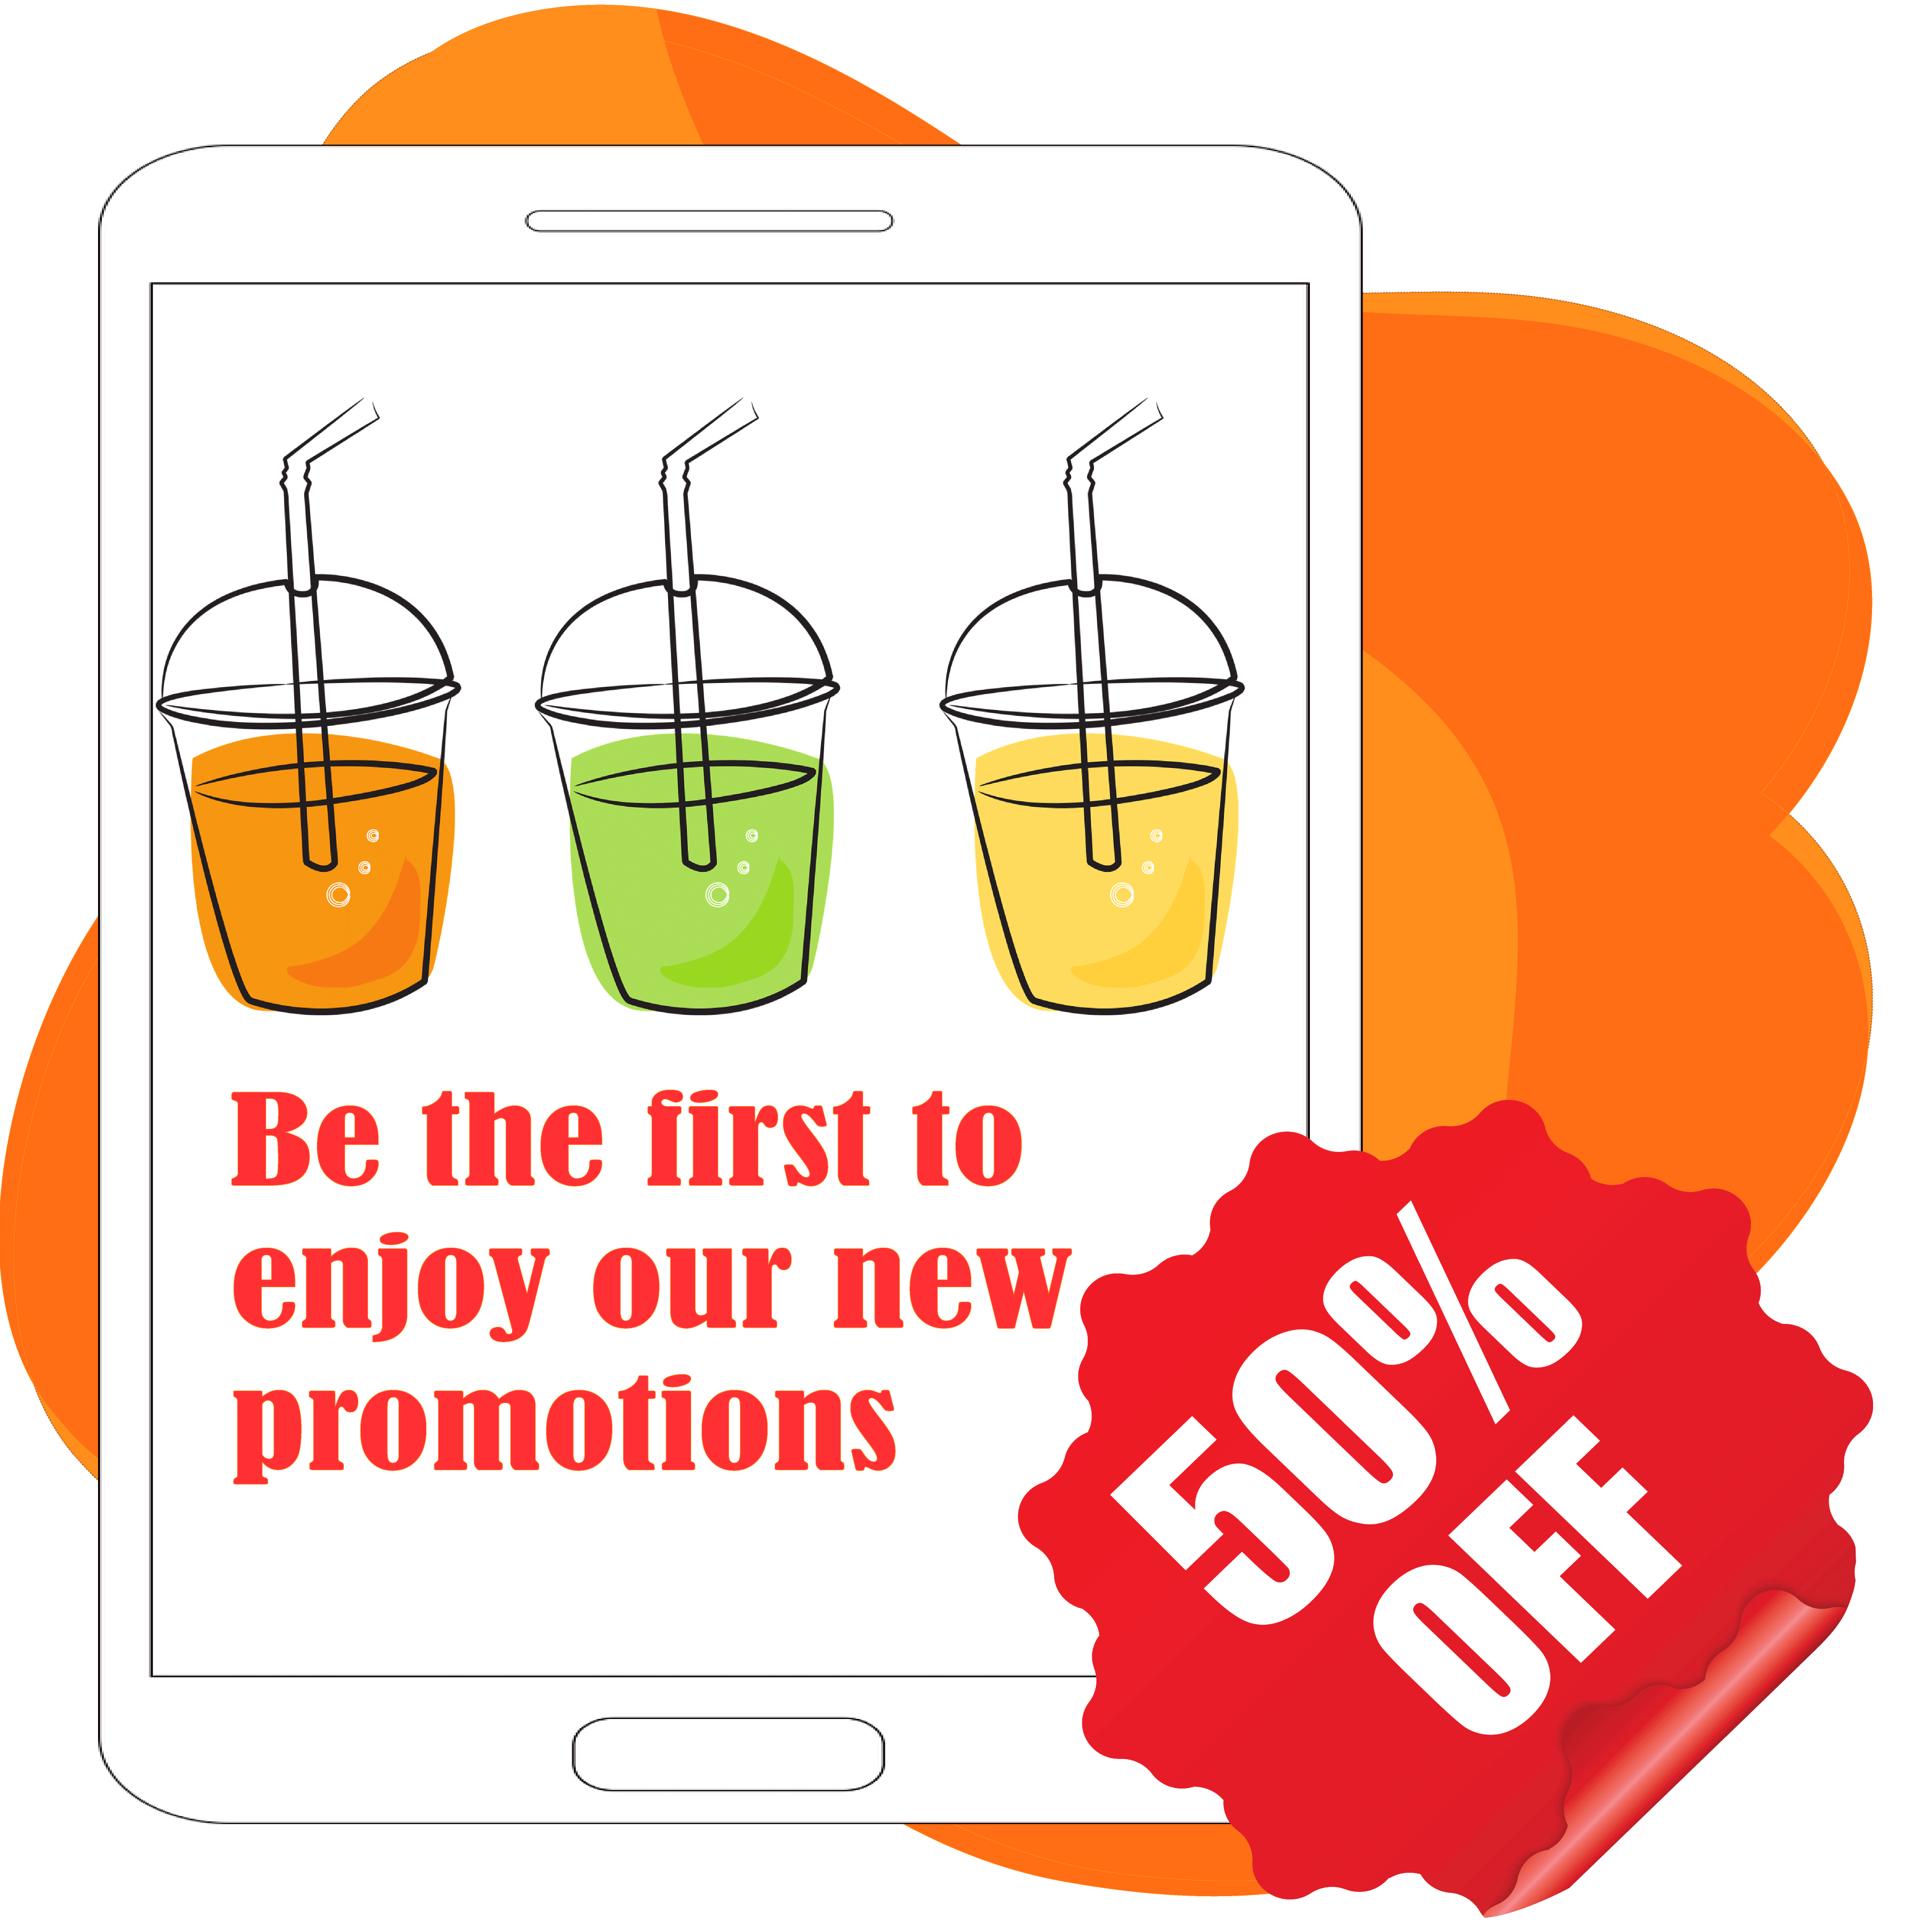 Be the first to
enjoy our new
promotions
50%
OFF